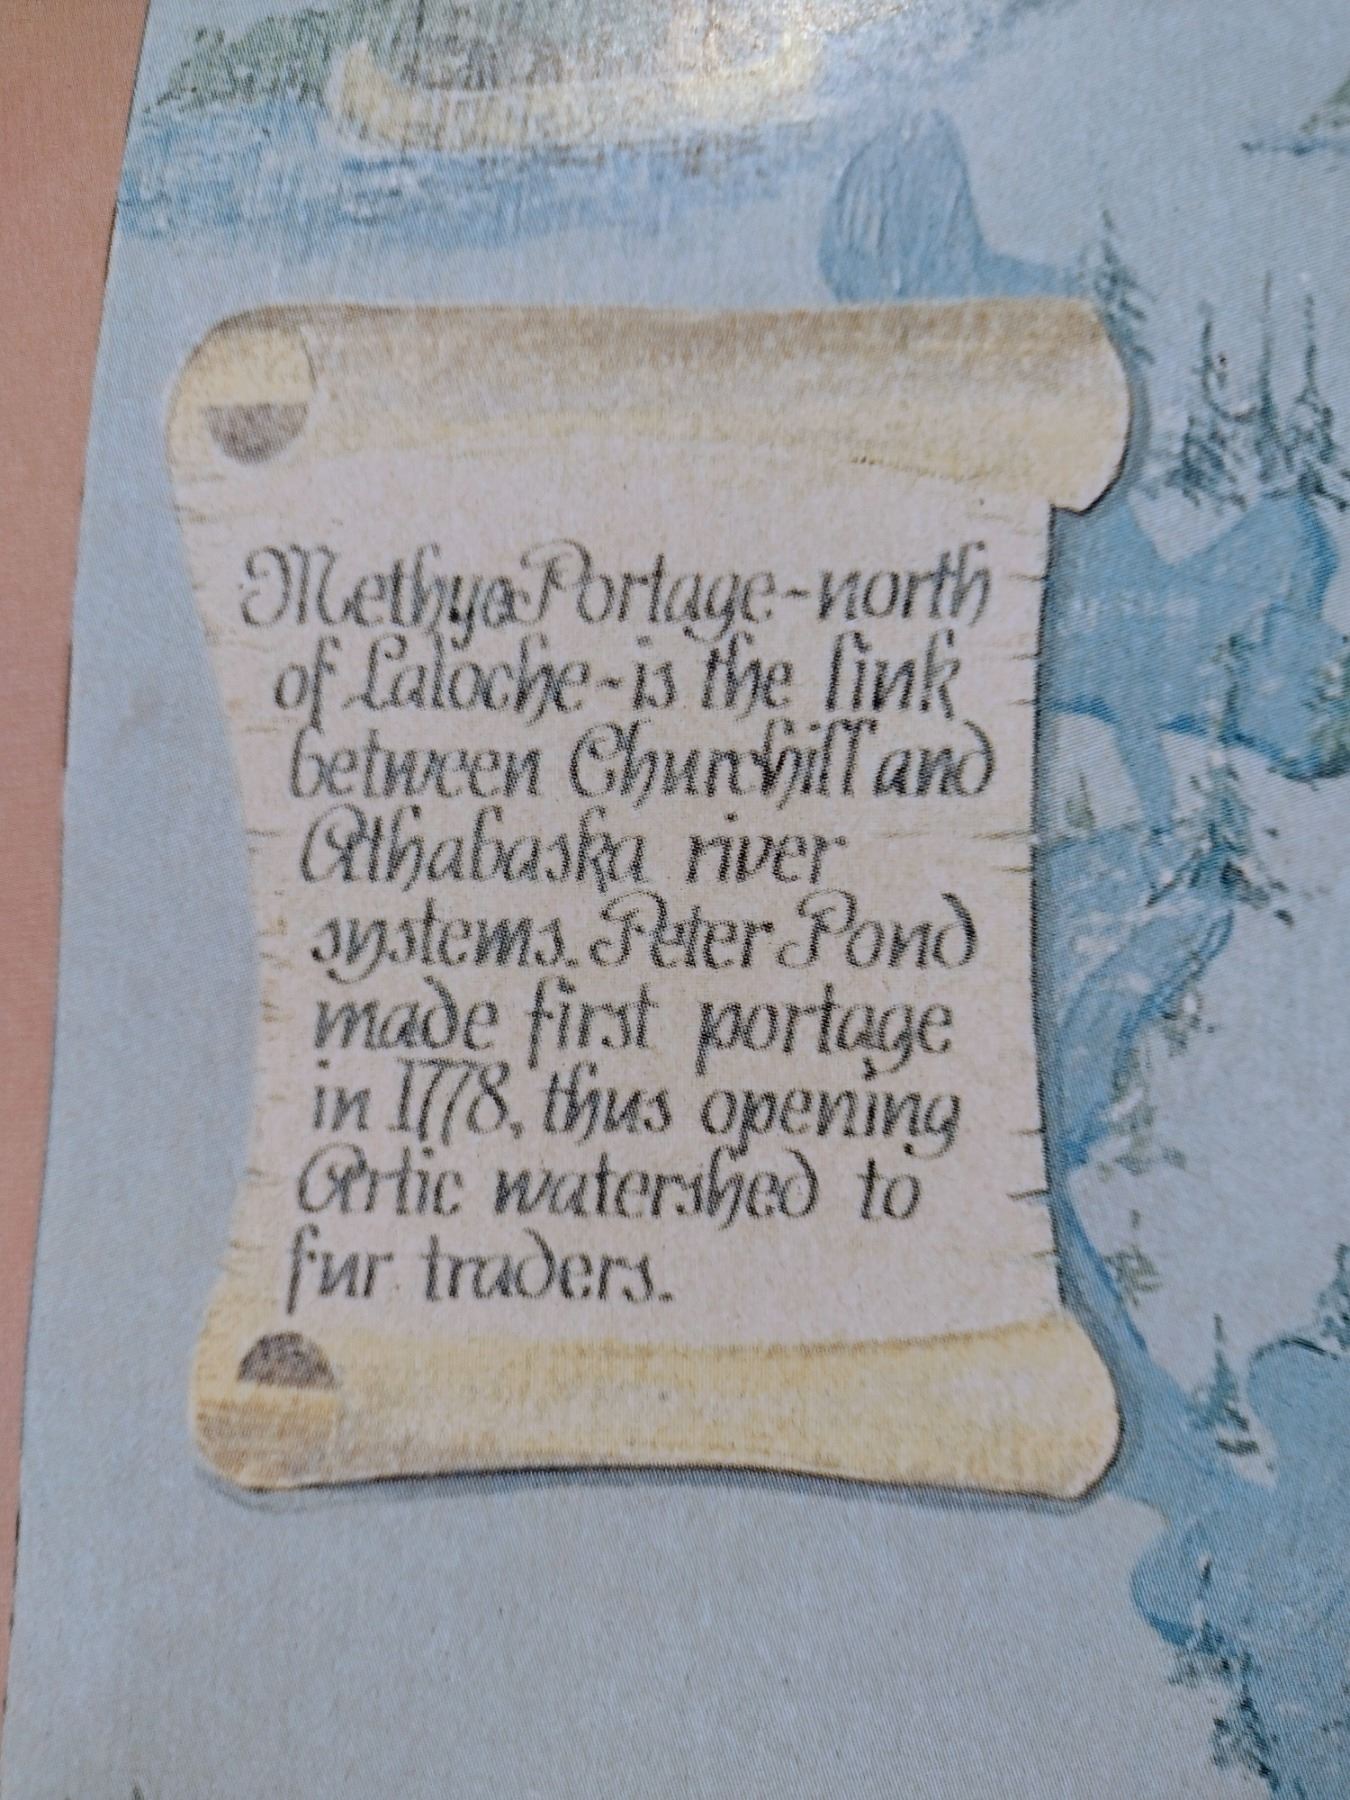 Methya Portage-north
of Laloche-is the link
between Churchill and
Athabaska river
systems. Peter Pond
made first portage
in 1778, thus opening
Artic watershed to
fur traders.